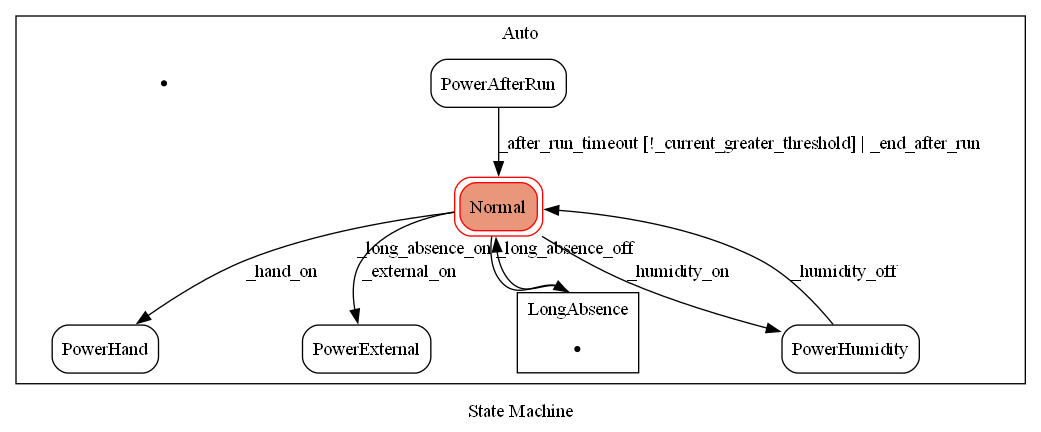 Auto
PowerAfterRun
_after_run_timeout [!_current_greater_threshold] | _end_after_run
Normal
_long_absence_on
_long_absence_off
_hand_on
_external_on
_humidity_on
_humidity_off
LongAbsence
PowerHand
PowerExternal
PowerHumidity
State Machine